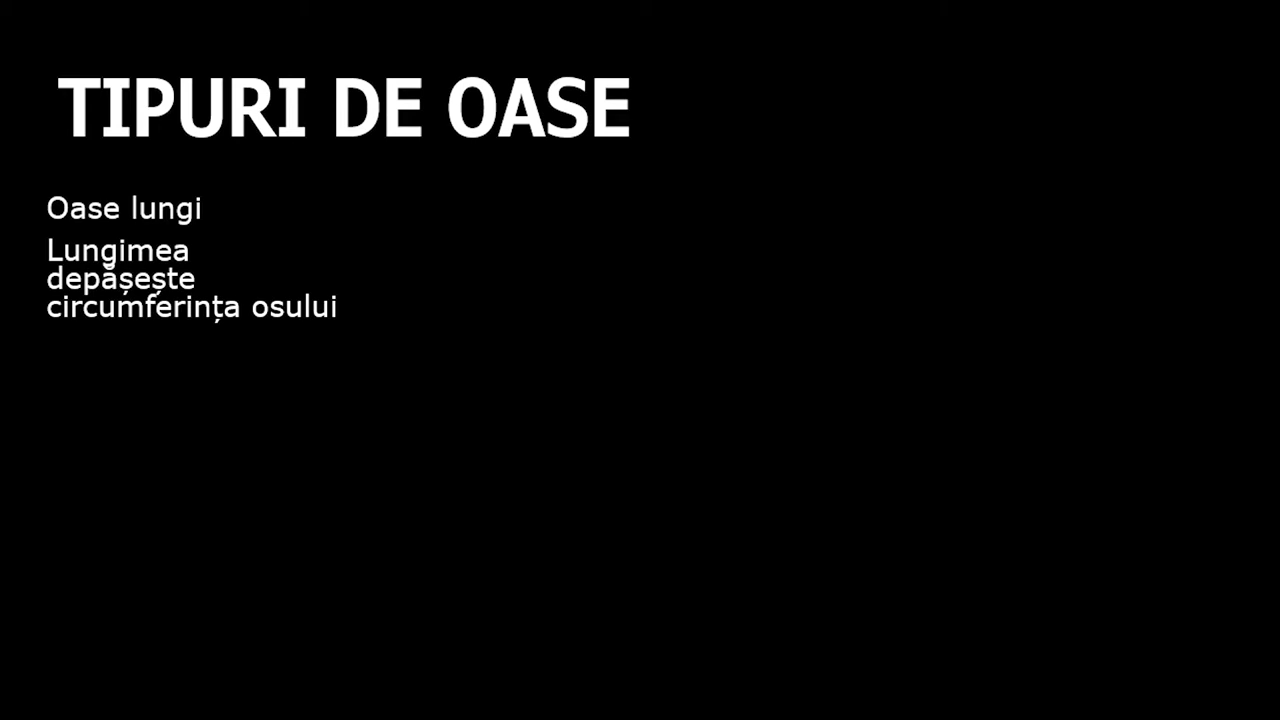 TIPURI DE OASE
Oase lungi
Lungimea
depășește
circumferința osului